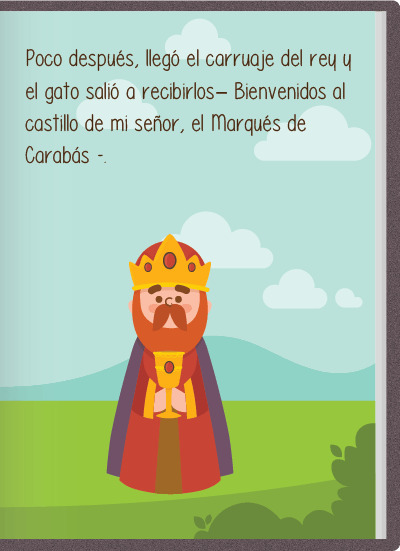 Poco después, llegó el carruaje del rey y
el gato salió a recibirlos– Bienvenidos al
castillo de mi señor, el Marqués de
Carabás -.